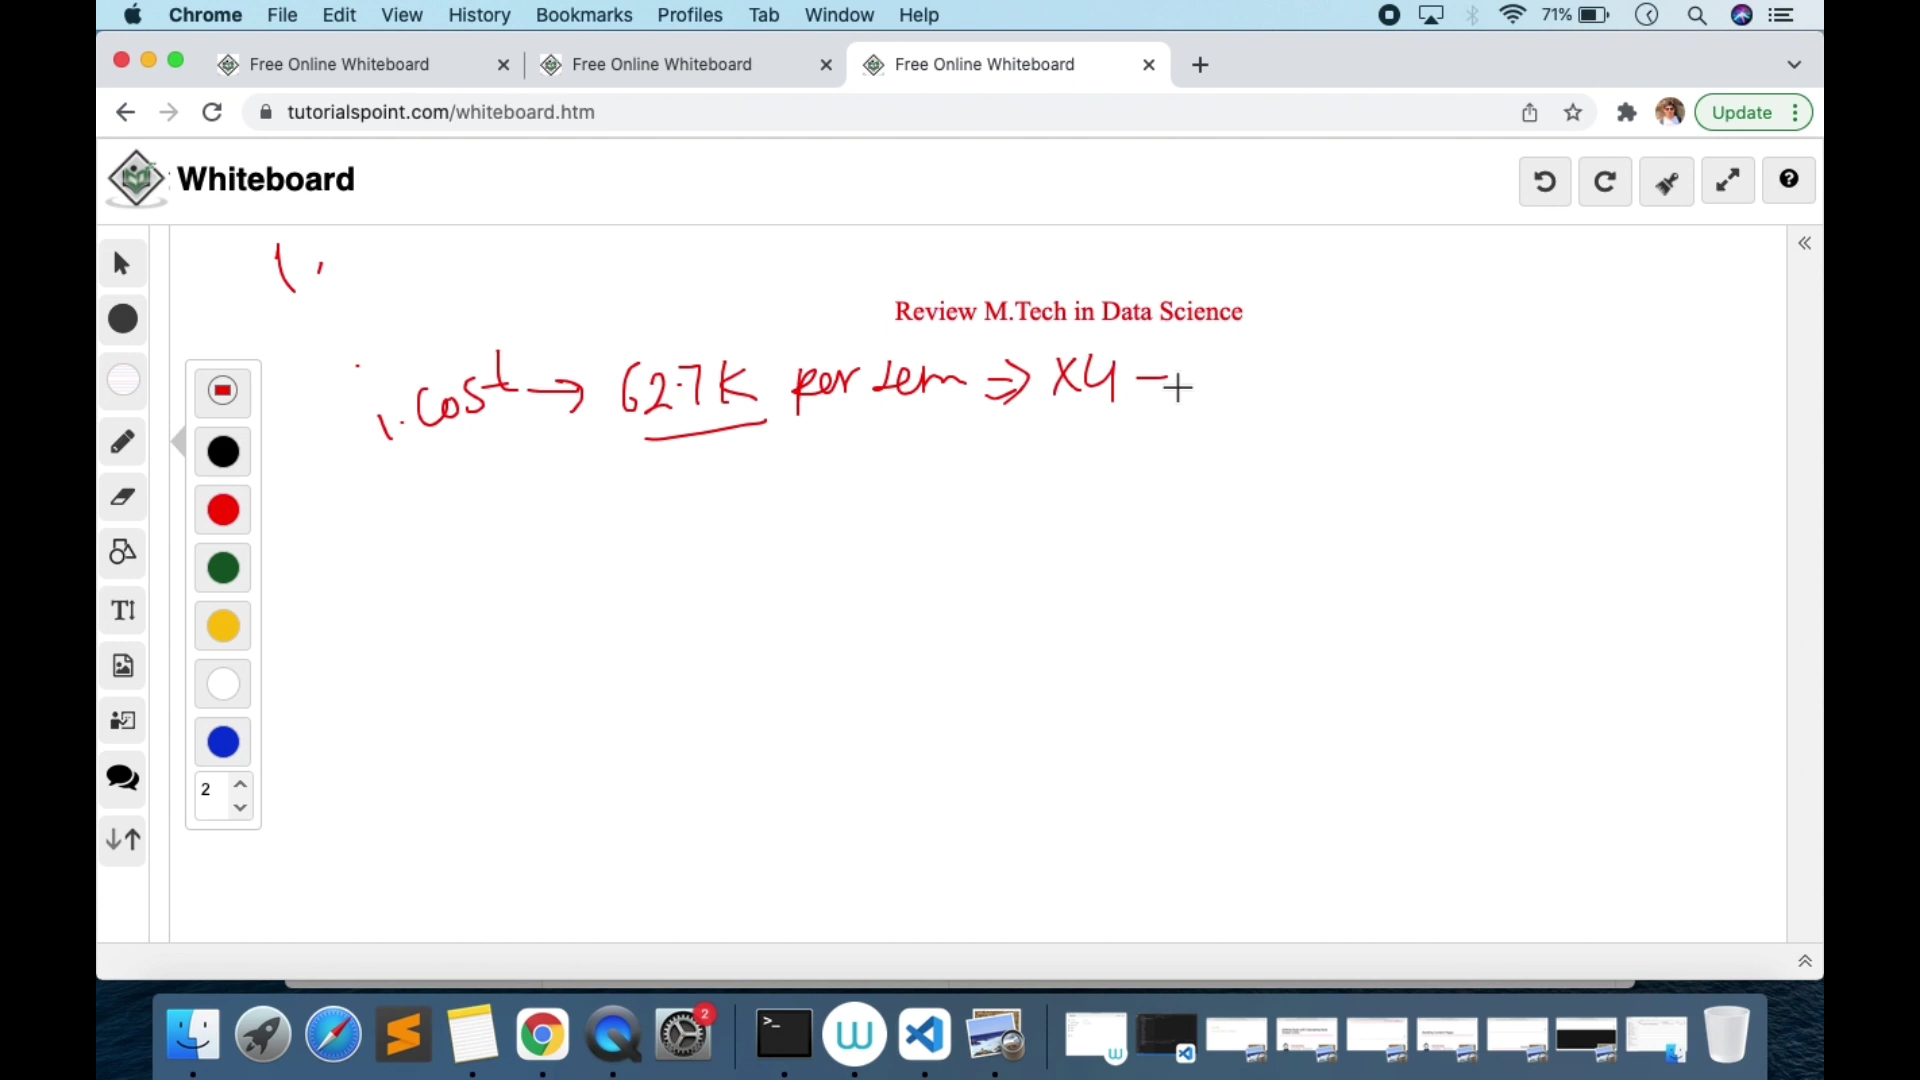 Chrome File Edit View History Bookmarks Profiles Tab Window Help 71%
Free Online Whiteboard Free Online Whiteboard Free Online Whiteboard
tutorialspoint.com/whiteboard.htm Update
Whiteboard
1.
Review M.Tech in Data Science
1. Cost → 62.7K per sem ⇒ X4 -
T
2
2